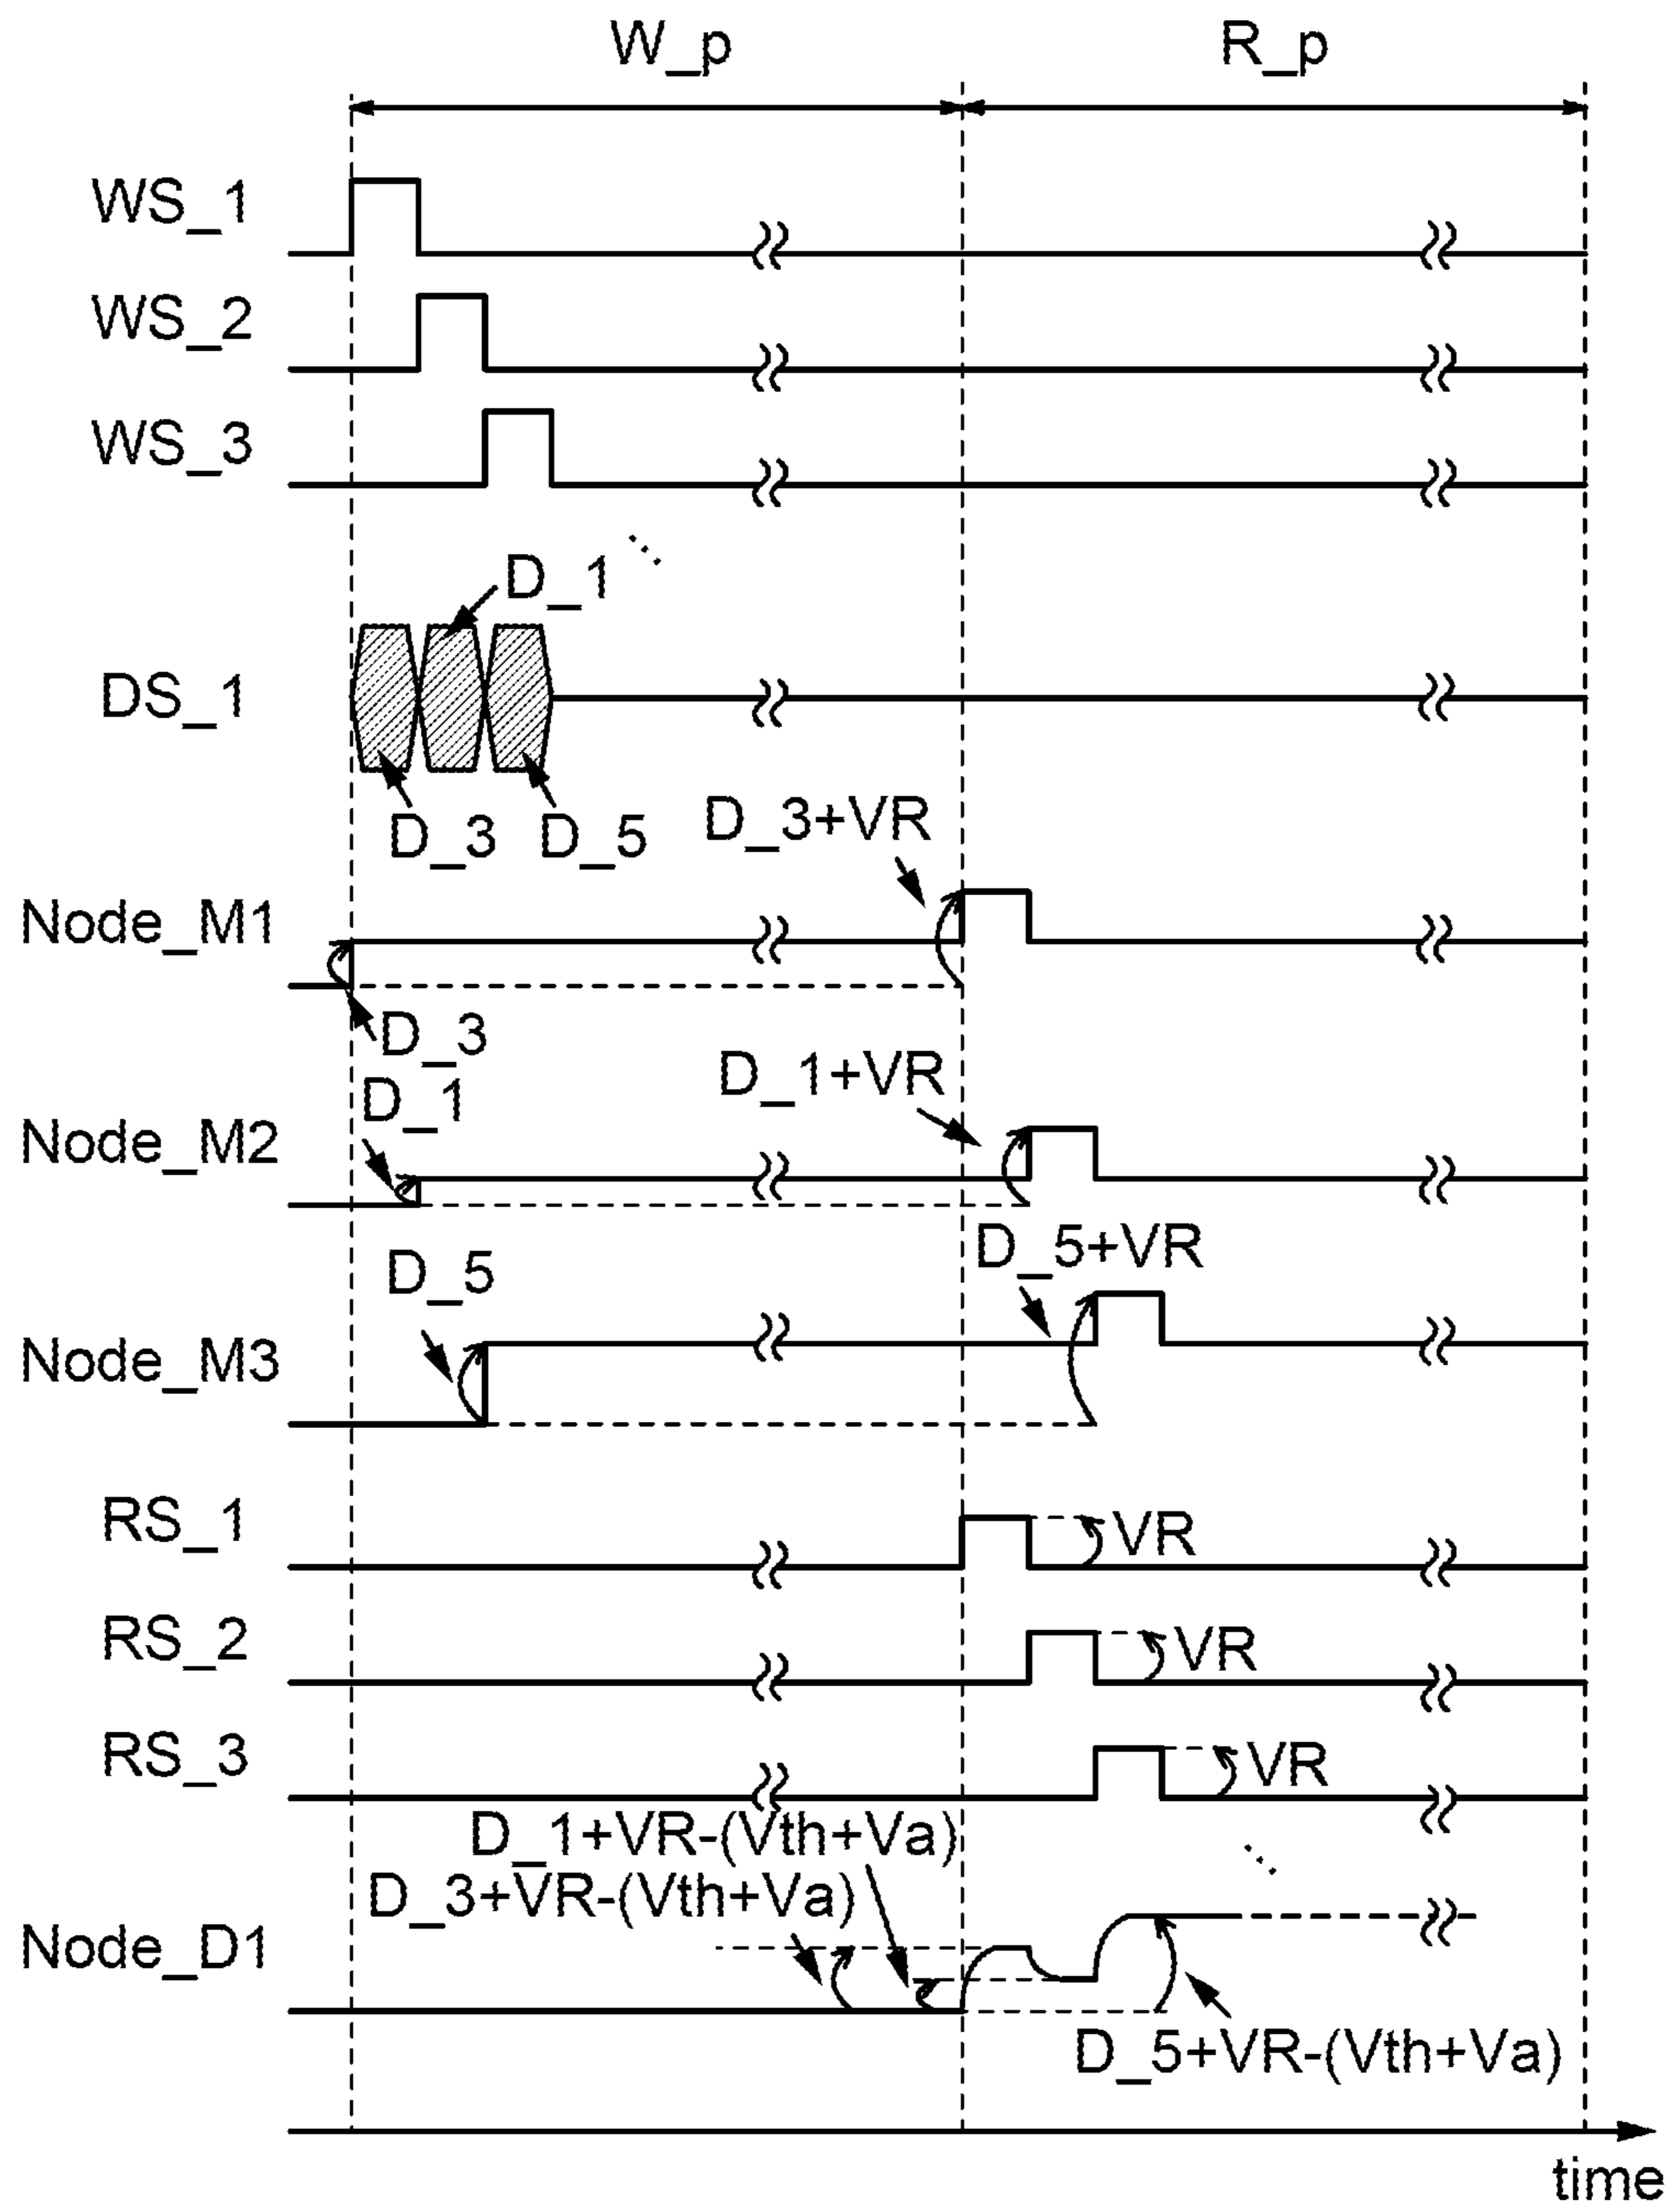 W_p R_p
WS_1
WS_2
WS_3
D_1
DS_1
D_3 D_5
D_3+VR
Node_M1
D_3
D_1+VR
D_1
Node_M2
D_5+VR
D_5
Node_M3
RS_1 VR
RS_2 VR
RS_3 VR
D_1+VR-(Vth+Va)
D_3+VR-(Vth+Va)
Node_D1
D_5+VR-(Vth+Va)
time